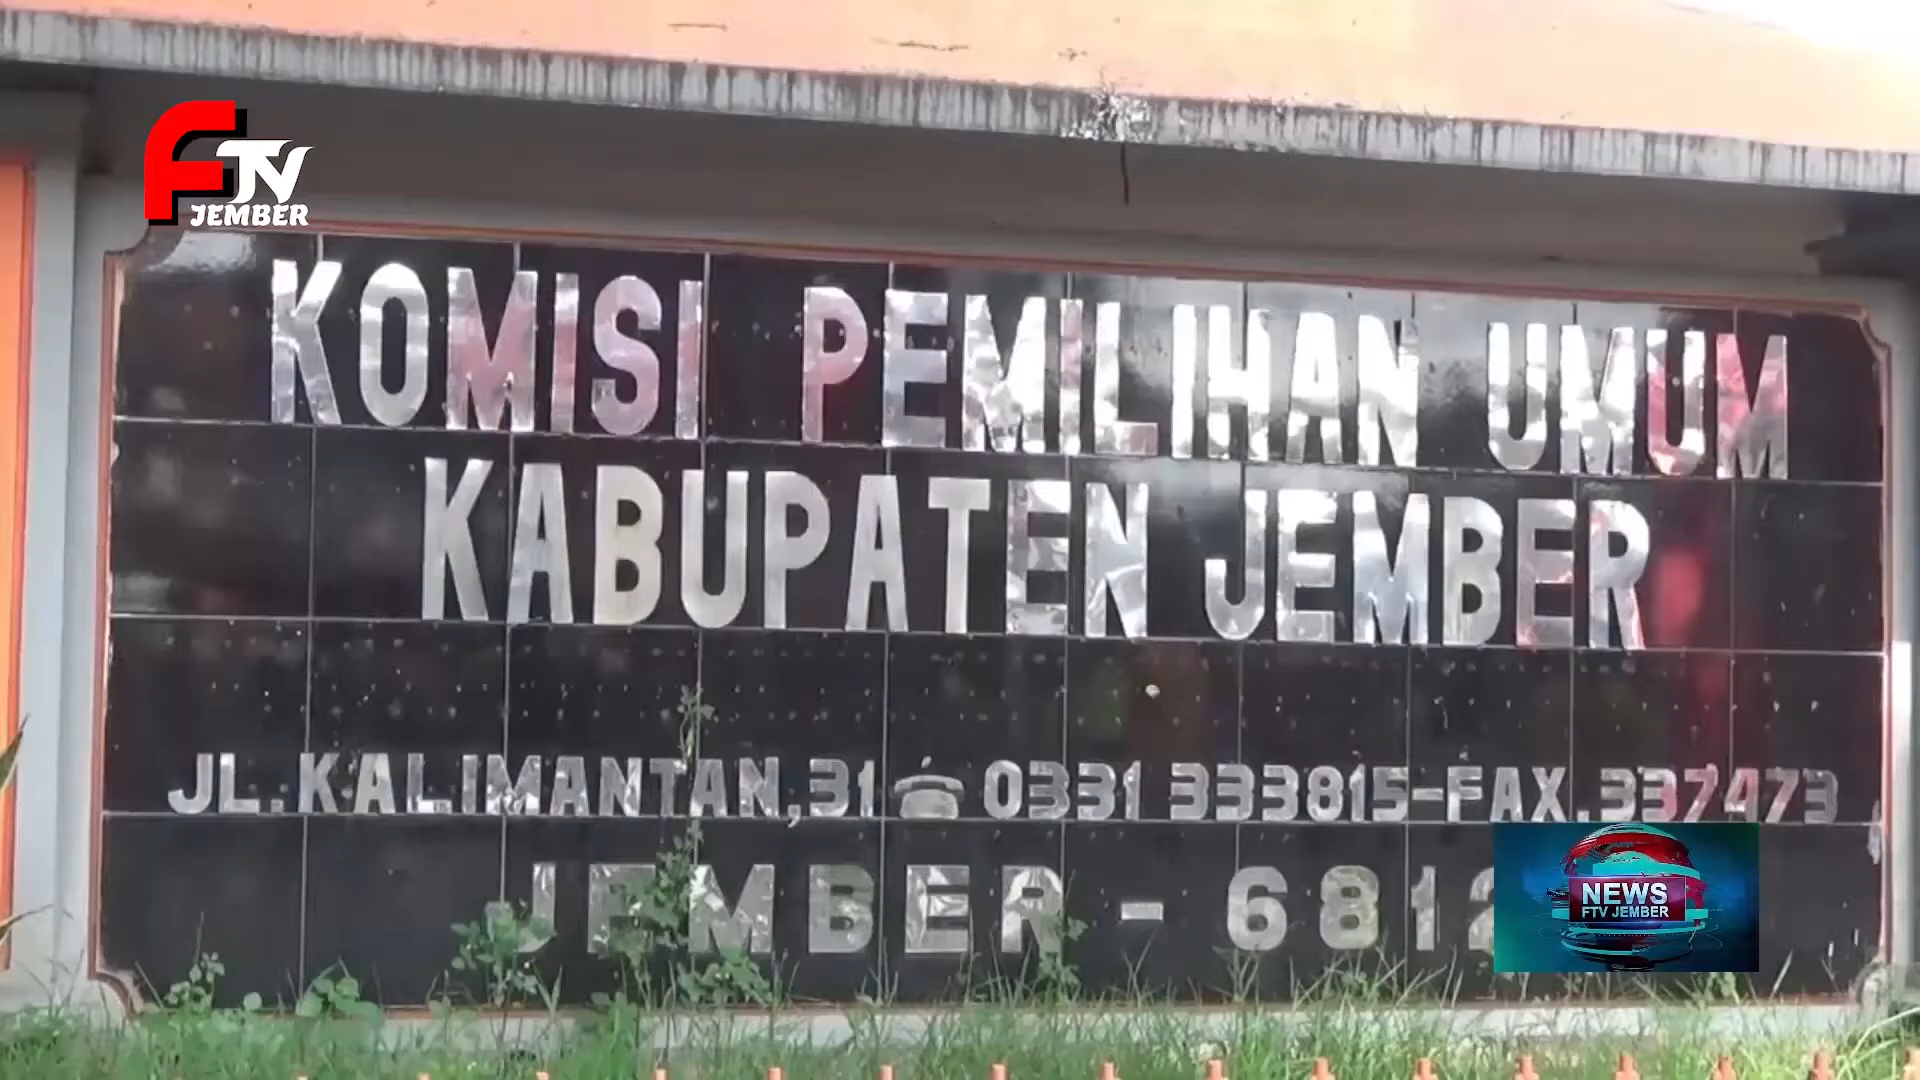 FTV
JEMBER
KOMISI PEMILIHAN UMUM
KABUPATEN JEMBER
JL.KALIMANTAN,31 ☎ 0331 333815-FAX.337473
JEMBER - 6812
NEWS
FTV JEMBER